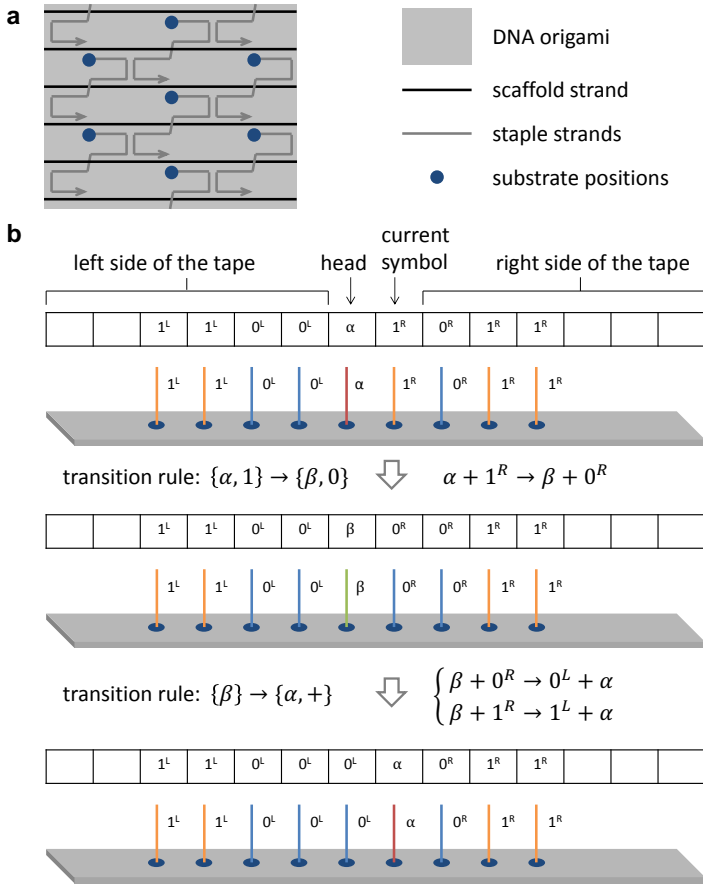 a
DNA origami
scaffold strand
staple strands
substrate positions
b
left side of the tape
head
current
symbol
right side of the tape
1ᴸ 1ᴸ 0ᴸ 0ᴸ α 1ᴿ 0ᴿ 1ᴿ 1ᴿ
1ᴸ 1ᴸ 0ᴸ 0ᴸ α 1ᴿ 0ᴿ 1ᴿ 1ᴿ
transition rule: {α, 1} → {β, 0} α + 1ᴿ → β + 0ᴿ
1ᴸ 1ᴸ 0ᴸ 0ᴸ β 0ᴿ 0ᴿ 1ᴿ 1ᴿ
1ᴸ 1ᴸ 0ᴸ 0ᴸ β 0ᴿ 0ᴿ 1ᴿ 1ᴿ
transition rule: {β} → {α, +}
β + 0ᴿ → 0ᴸ + α
β + 1ᴿ → 1ᴸ + α
1ᴸ 1ᴸ 0ᴸ 0ᴸ 0ᴸ α 0ᴿ 1ᴿ 1ᴿ
1ᴸ 1ᴸ 0ᴸ 0ᴸ 0ᴸ α 0ᴿ 1ᴿ 1ᴿ